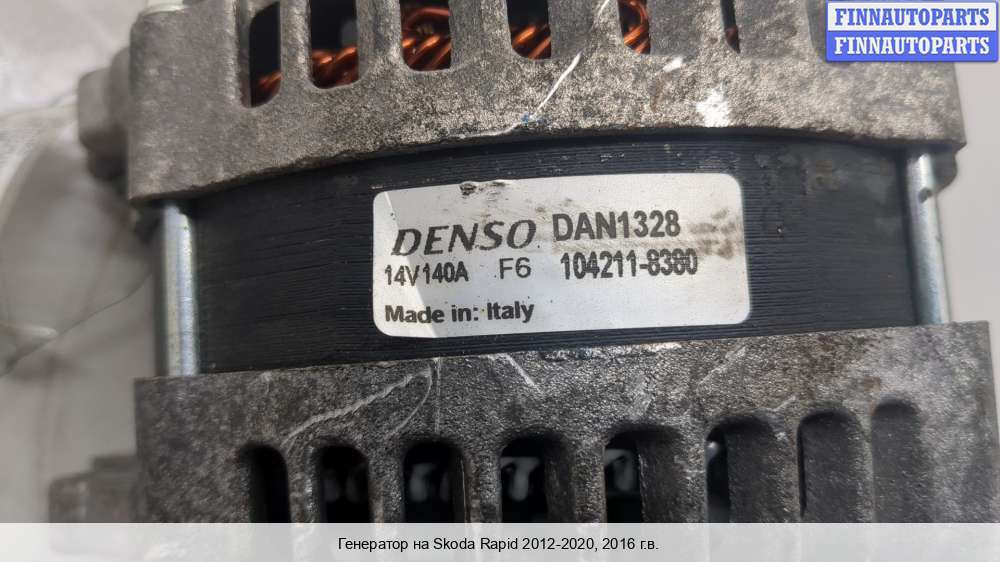 FINNAUTOPARTS
FINNAUTOPARTS
DENSO DAN1328
14V140A F6 104211-8380
Made in: Italy
Генератор на Skoda Rapid 2012-2020, 2016 г.в.